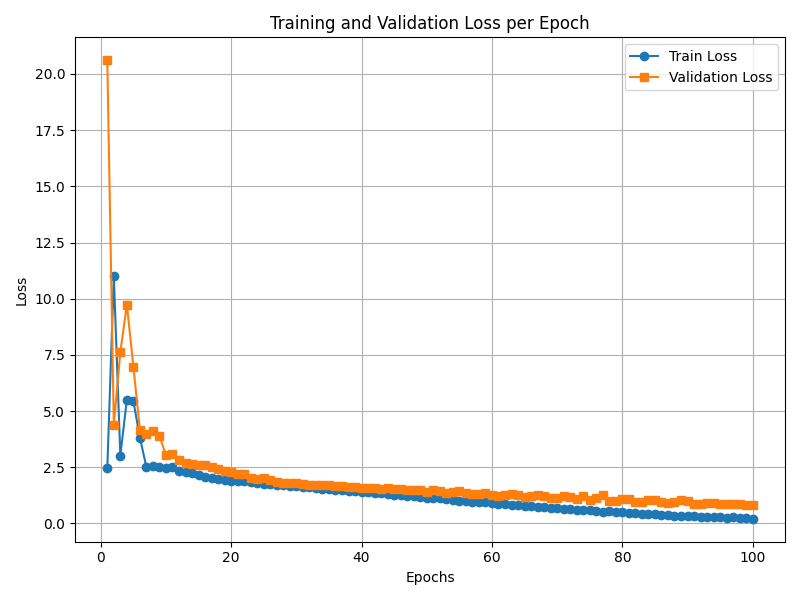 Training and Validation Loss per Epoch
Train Loss
Validation Loss
20.0
17.5
15.0
12.5
10.0
7.5
5.0
2.5
0.0
Loss
0 20 40 60 80 100
Epochs